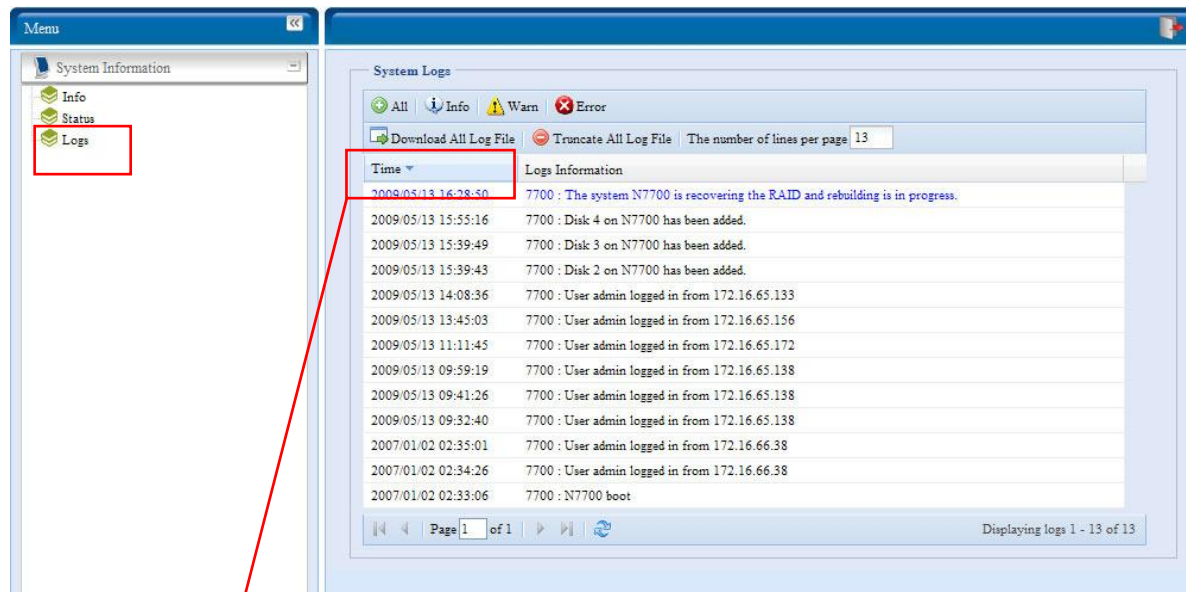 Menu
System Information
Info
Status
Logs
System Logs
All Info Warn Error
Download All Log File Truncate All Log File The number of lines per page 13
Time Logs Information
2009/05/13 16:28:50 7700 : The system N7700 is recovering the RAID and rebuilding is in progress.
2009/05/13 15:55:16 7700 : Disk 4 on N7700 has been added.
2009/05/13 15:39:49 7700 : Disk 3 on N7700 has been added.
2009/05/13 15:39:43 7700 : Disk 2 on N7700 has been added.
2009/05/13 14:08:36 7700 : User admin logged in from 172.16.65.133
2009/05/13 13:45:03 7700 : User admin logged in from 172.16.65.156
2009/05/13 11:11:45 7700 : User admin logged in from 172.16.65.172
2009/05/13 09:59:19 7700 : User admin logged in from 172.16.65.138
2009/05/13 09:41:26 7700 : User admin logged in from 172.16.65.138
2009/05/13 09:32:40 7700 : User admin logged in from 172.16.65.138
2007/01/02 02:35:01 7700 : User admin logged in from 172.16.66.38
2007/01/02 02:34:26 7700 : User admin logged in from 172.16.66.38
2007/01/02 02:33:06 7700 : N7700 boot
Page 1 of 1 Displaying logs 1 - 13 of 13